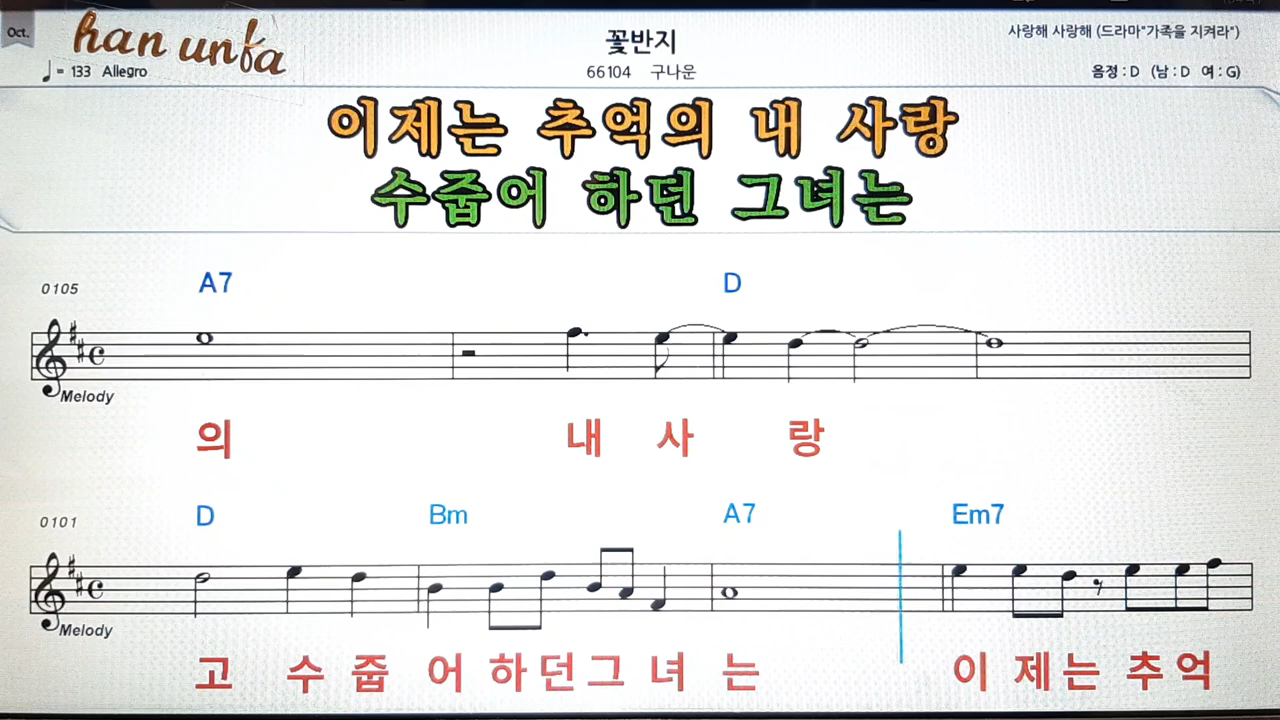 Oct.
han unfa
= 133 Allegro
꽃반지
66104 구나운
사랑해 사랑해 (드라마"가족을 지켜라")
음정 : D (남 : D 여 : G)
이제는 추억의 내 사랑
수줍어 하던 그녀는
0105
A7 D
Melody
의 내 사 랑
0101
D Bm A7 Em7
Melody
고 수 줍 어 하 던 그 녀 는 이 제 는 추 억